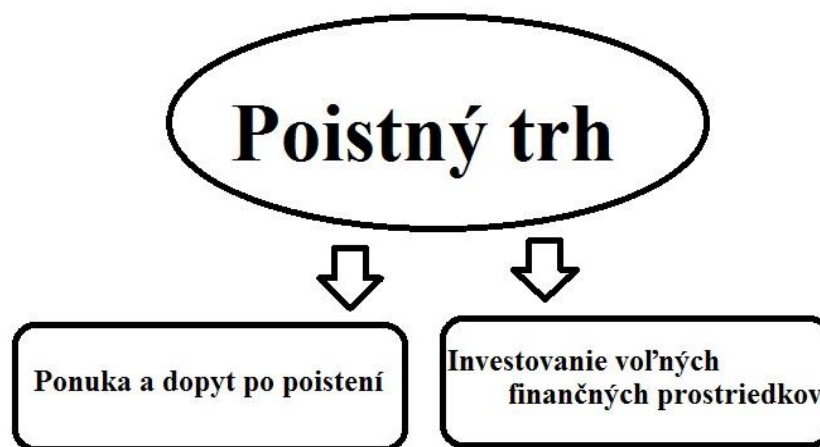 Poistný trh
Ponuka a dopyt po poistení
Investovanie voľných
finančných prostriedkov